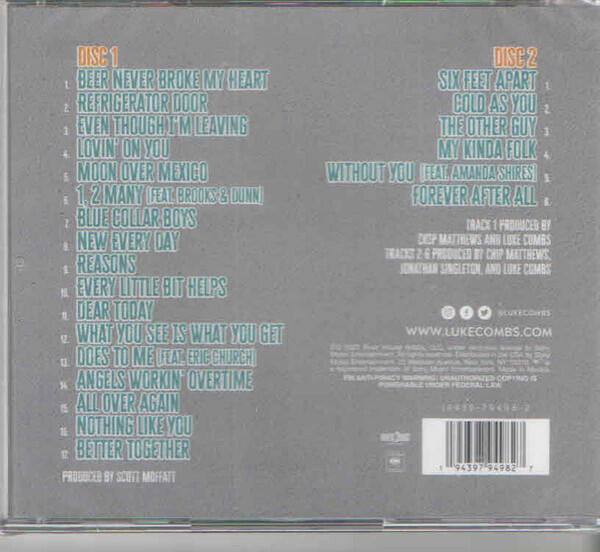 DISC 1
1. BEER NEVER BROKE MY HEART
2. REFRIGERATOR DOOR
3. EVEN THOUGH I'M LEAVING
4. LOVIN' ON YOU
5. MOON OVER MEXICO
6. 1, 2 MANY (FEAT. BROOKS & DUNN)
7. BLUE COLLAR BOYS
8. NEW EVERY DAY
9. REASONS
10. EVERY LITTLE BIT HELPS
11. DEAR TODAY
12. WHAT YOU SEE IS WHAT YOU GET
13. DOES TO ME (FEAT. ERIC CHURCH)
14. ANGELS WORKIN' OVERTIME
15. ALL OVER AGAIN
16. NOTHING LIKE YOU
17. BETTER TOGETHER
PRODUCED BY SCOTT MOFFATT
DISC 2
SIX FEET APART 1.
COLD AS YOU 2.
THE OTHER GUY 3.
MY KINDA FOLK 4.
WITHOUT YOU (FEAT. AMANDA SHIRES) 5.
FOREVER AFTER ALL 6.
TRACK 1 PRODUCED BY
CHIP MATTHEWS AND LUKE COMBS
TRACKS 2-6 PRODUCED BY CHIP MATTHEWS,
JONATHAN SINGLETON, AND LUKE COMBS
@LUKECOMBS
WWW.LUKECOMBS.COM
FBI ANTI-PIRACY WARNING: UNAUTHORIZED COPYING IS
PUNISHABLE UNDER FEDERAL LAW.
19439-79498-2
1 94397 94982 7